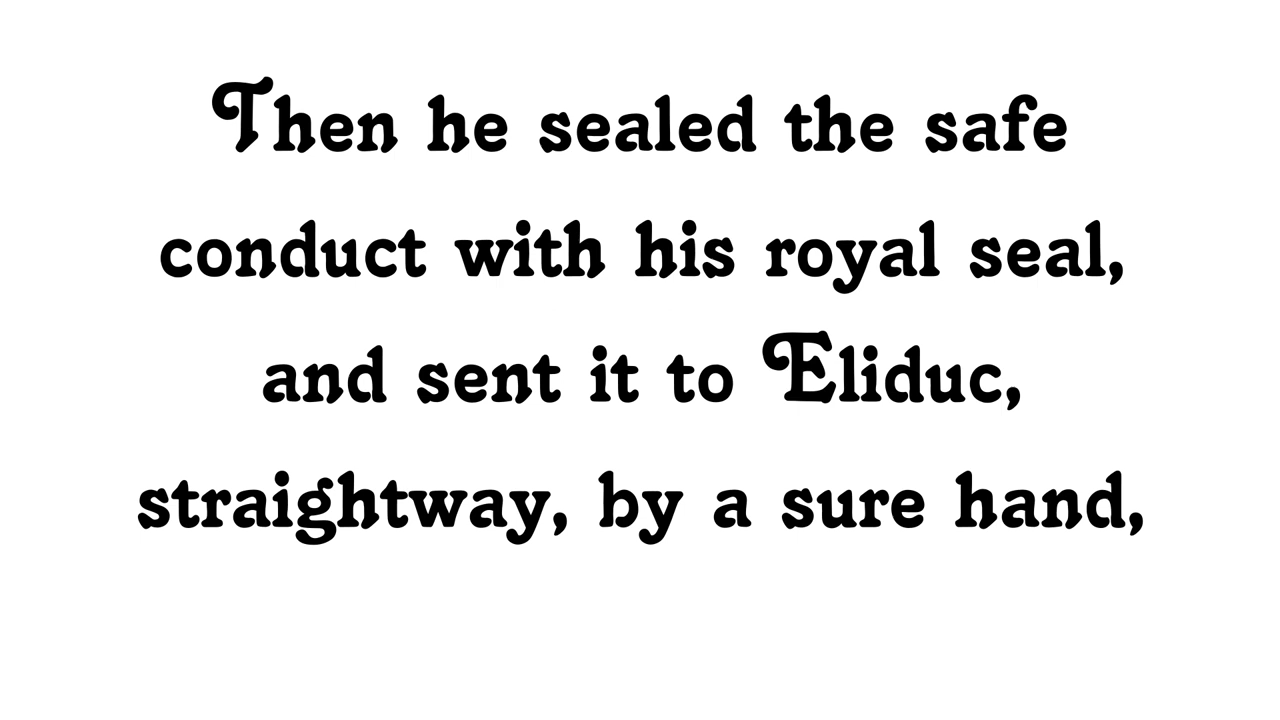 Then he sealed the safe
conduct with his royal seal,
and sent it to Eliduc,
straightway, by a sure hand,